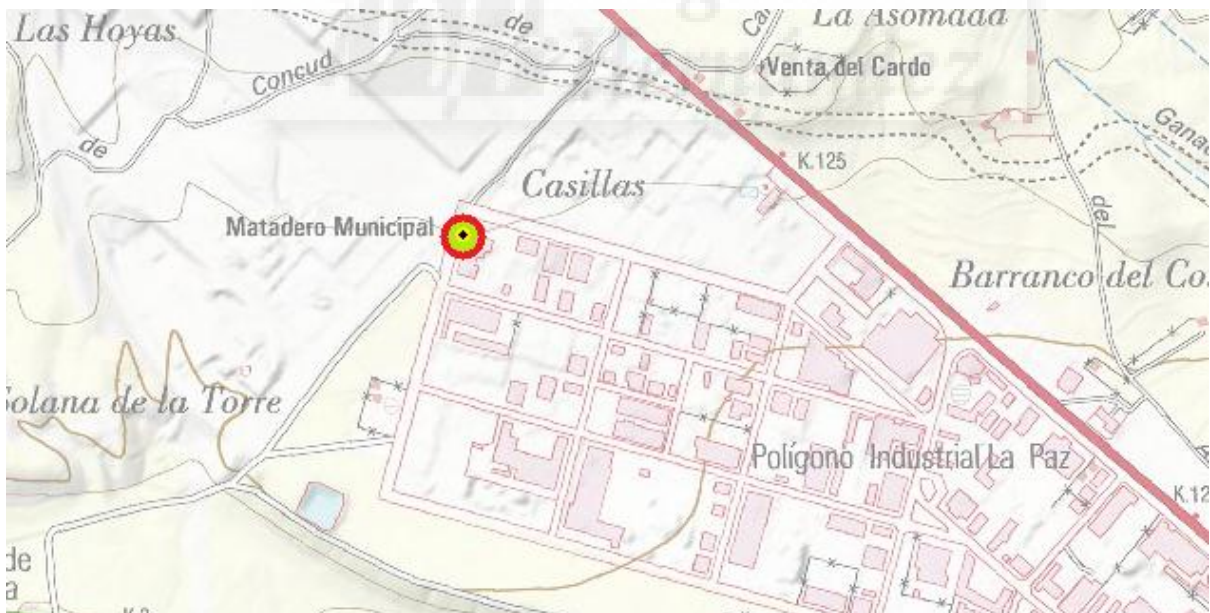 Las Hoyas
de
Concud
de
La Asomada
Venta del Cardo
K.125
Casillas
Matadero Municipal
del
Barranco del Co
Solana de la Torre
Polígono Industrial La Paz
K.12
de
a